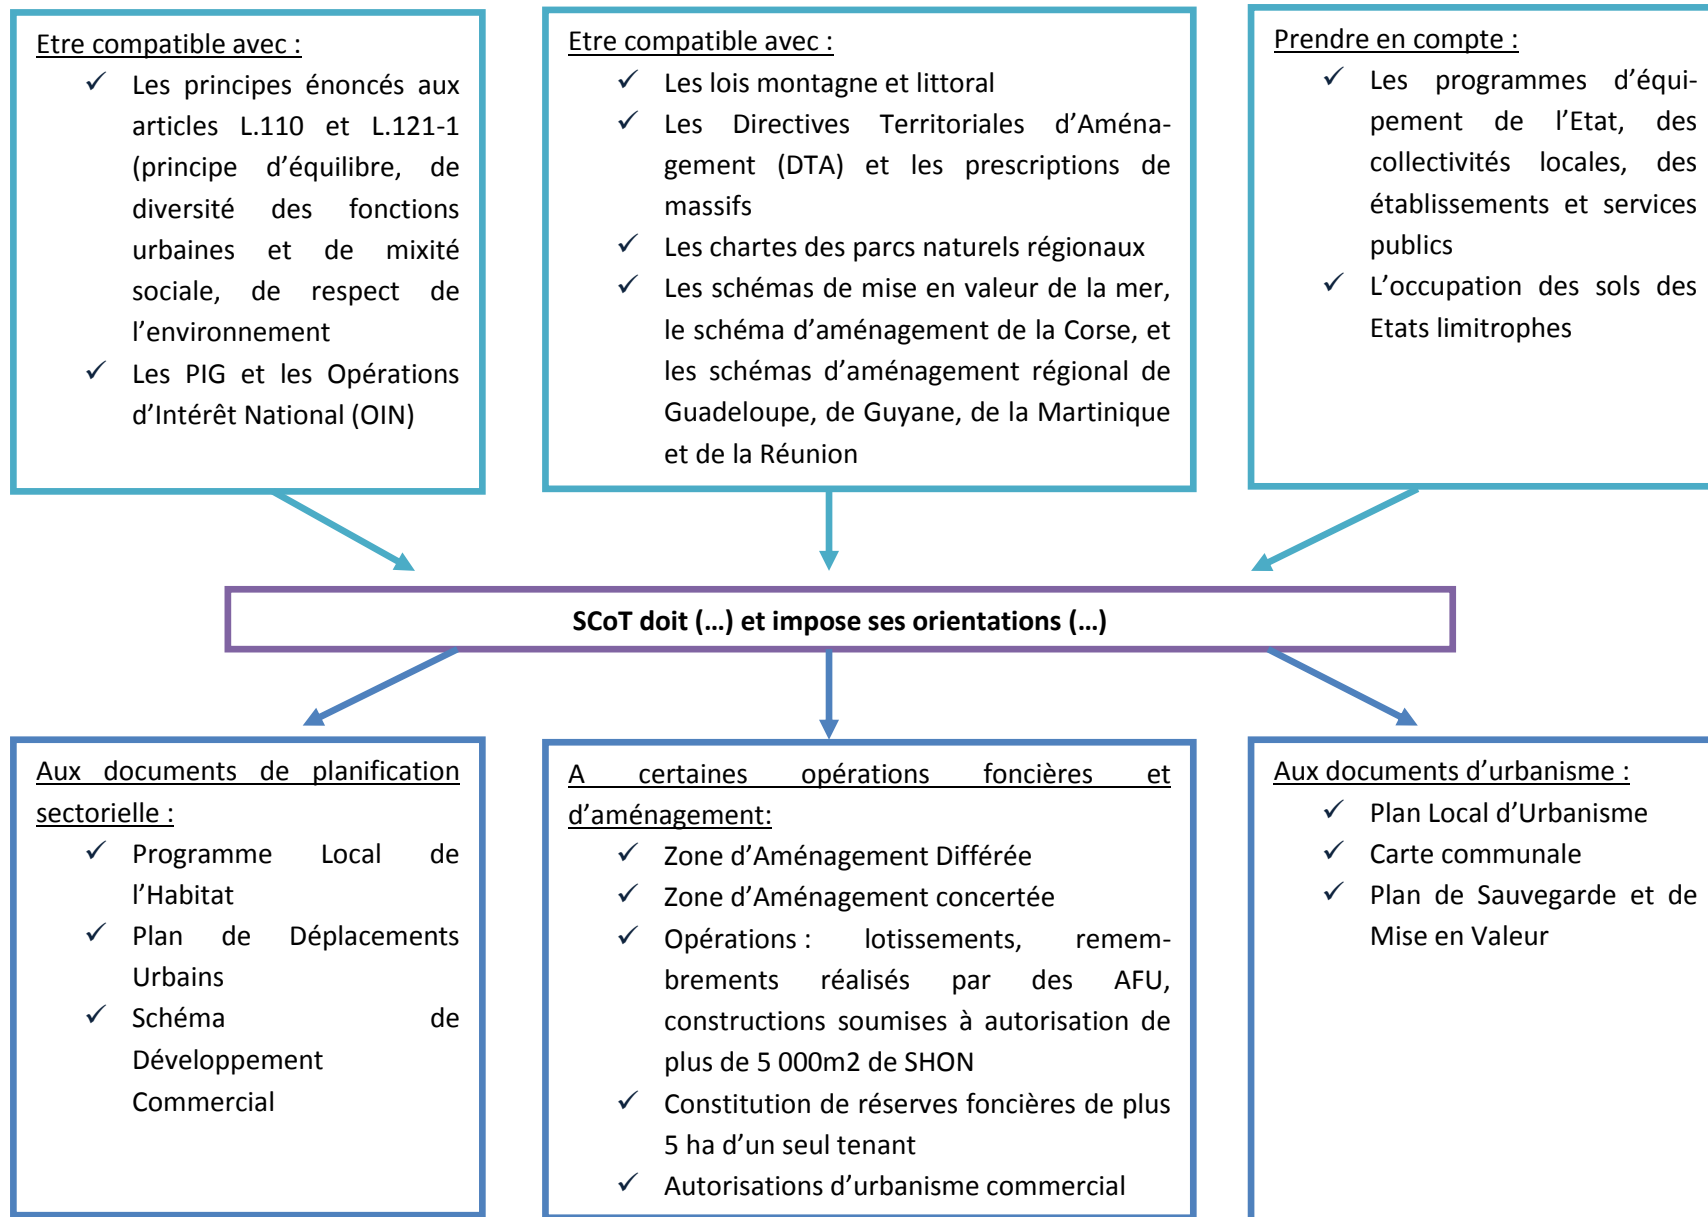 Etre compatible avec :
✓ Les principes énoncés aux
articles L.110 et L.121-1
(principe d'équilibre, de
diversité des fonctions
urbaines et de mixité
sociale, de respect de
l'environnement
✓ Les PIG et les Opérations
d'Intérêt National (OIN)
Etre compatible avec :
✓ Les lois montagne et littoral
✓ Les Directives Territoriales d'Aména-
gement (DTA) et les prescriptions de
massifs
✓ Les chartes des parcs naturels régionaux
✓ Les schémas de mise en valeur de la mer,
le schéma d'aménagement de la Corse, et
les schémas d'aménagement régional de
Guadeloupe, de Guyane, de la Martinique
et de la Réunion
Prendre en compte :
✓ Les programmes d'équi-
pement de l'Etat, des
collectivités locales, des
établissements et services
publics
✓ L'occupation des sols des
Etats limitrophes
SCoT doit (…) et impose ses orientations (…)
Aux documents de planification
sectorielle :
✓ Programme Local de
l'Habitat
✓ Plan de Déplacements
Urbains
✓ Schéma de
Développement
Commercial
A certaines opérations foncières et
d'aménagement:
✓ Zone d'Aménagement Différée
✓ Zone d'Aménagement concertée
✓ Opérations : lotissements, remem-
brements réalisés par des AFU,
constructions soumises à autorisation de
plus de 5 000m2 de SHON
✓ Constitution de réserves foncières de plus
5 ha d'un seul tenant
✓ Autorisations d'urbanisme commercial
Aux documents d'urbanisme :
✓ Plan Local d'Urbanisme
✓ Carte communale
✓ Plan de Sauvegarde et de
Mise en Valeur